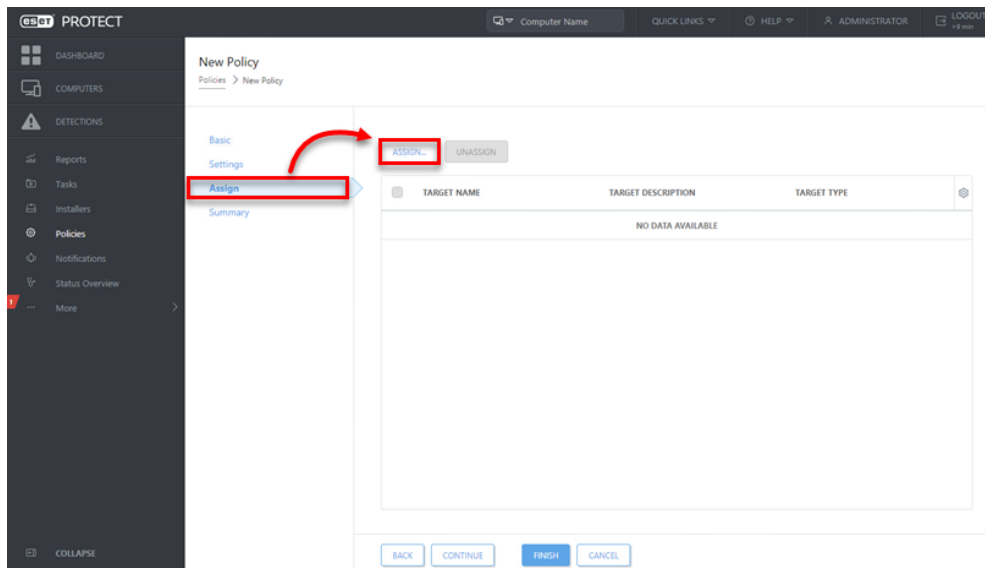 eset PROTECT
Computer Name
QUICK LINKS
HELP
ADMINISTRATOR
LOGOUT
>9 min
DASHBOARD
COMPUTERS
DETECTIONS
Reports
Tasks
Installers
Policies
Notifications
Status Overview
! ... More
COLLAPSE
New Policy
Policies > New Policy
Basic
Settings
Assign
Summary
ASSIGN... UNASSIGN
TARGET NAME TARGET DESCRIPTION TARGET TYPE
NO DATA AVAILABLE
BACK CONTINUE FINISH CANCEL